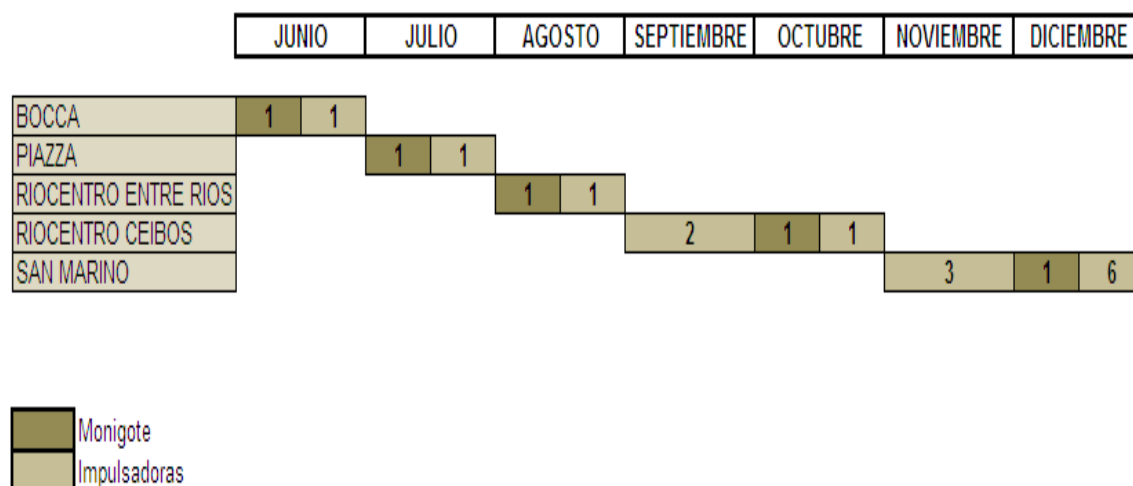 JUNIO JULIO AGOSTO SEPTIEMBRE OCTUBRE NOVIEMBRE DICIEMBRE
BOCCA 1 1
PIAZZA 1 1
RIOCENTRO ENTRE RIOS 1 1
RIOCENTRO CEIBOS 2 1 1
SAN MARINO 3 1 6
Monigote
Impulsadoras